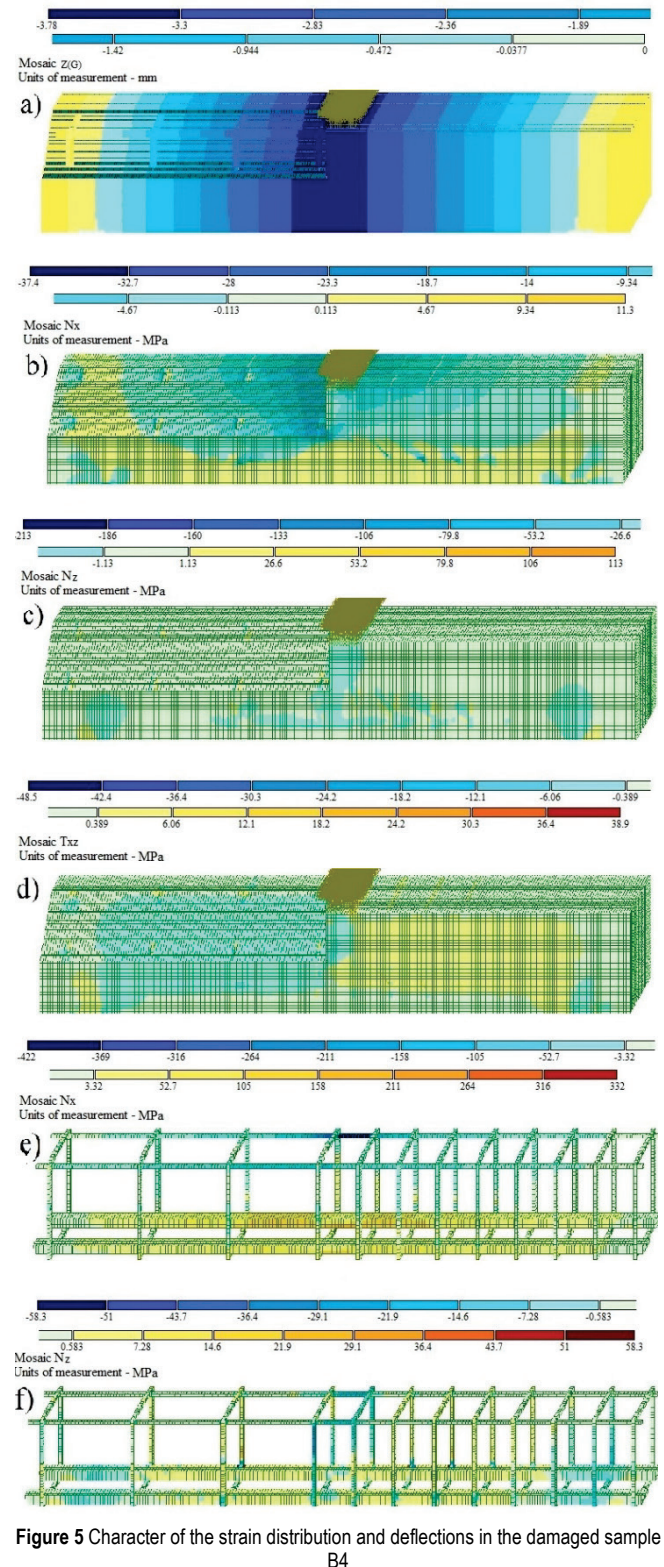 -3.78 -3.3 -2.83 -2.36 -1.89
-1.42 -0.944 -0.472 -0.0377 0
Mosaic Z(G)
Units of measurement - mm
a)
-37.4 -32.7 -28 -23.3 -18.7 -14 -9.34
-4.67 -0.113 0.113 4.67 9.34 11.3
Mosaic Nx
Units of measurement - MPa
b)
-213 -186 -160 -133 -106 -79.8 -53.2 -26.6
-1.13 1.13 26.6 53.2 79.8 106 113
Mosaic Nz
Units of measurement - MPa
c)
-48.5 -42.4 -36.4 -30.3 -24.2 -18.2 -12.1 -6.06 -0.389
0.389 6.06 12.1 18.2 24.2 30.3 36.4 38.9
Mosaic Txz
Units of measurement - MPa
d)
-422 -369 -316 -264 -211 -158 -105 -52.7 -3.32
3.32 52.7 105 158 211 264 316 332
Mosaic Nx
Units of measurement - MPa
e)
-58.3 -51 -43.7 -36.4 -29.1 -21.9 -14.6 -7.28 -0.583
0.583 7.28 14.6 21.9 29.1 36.4 43.7 51 58.3
Mosaic Nz
Units of measurement - MPa
f)
Figure 5 Character of the strain distribution and deflections in the damaged sample
B4